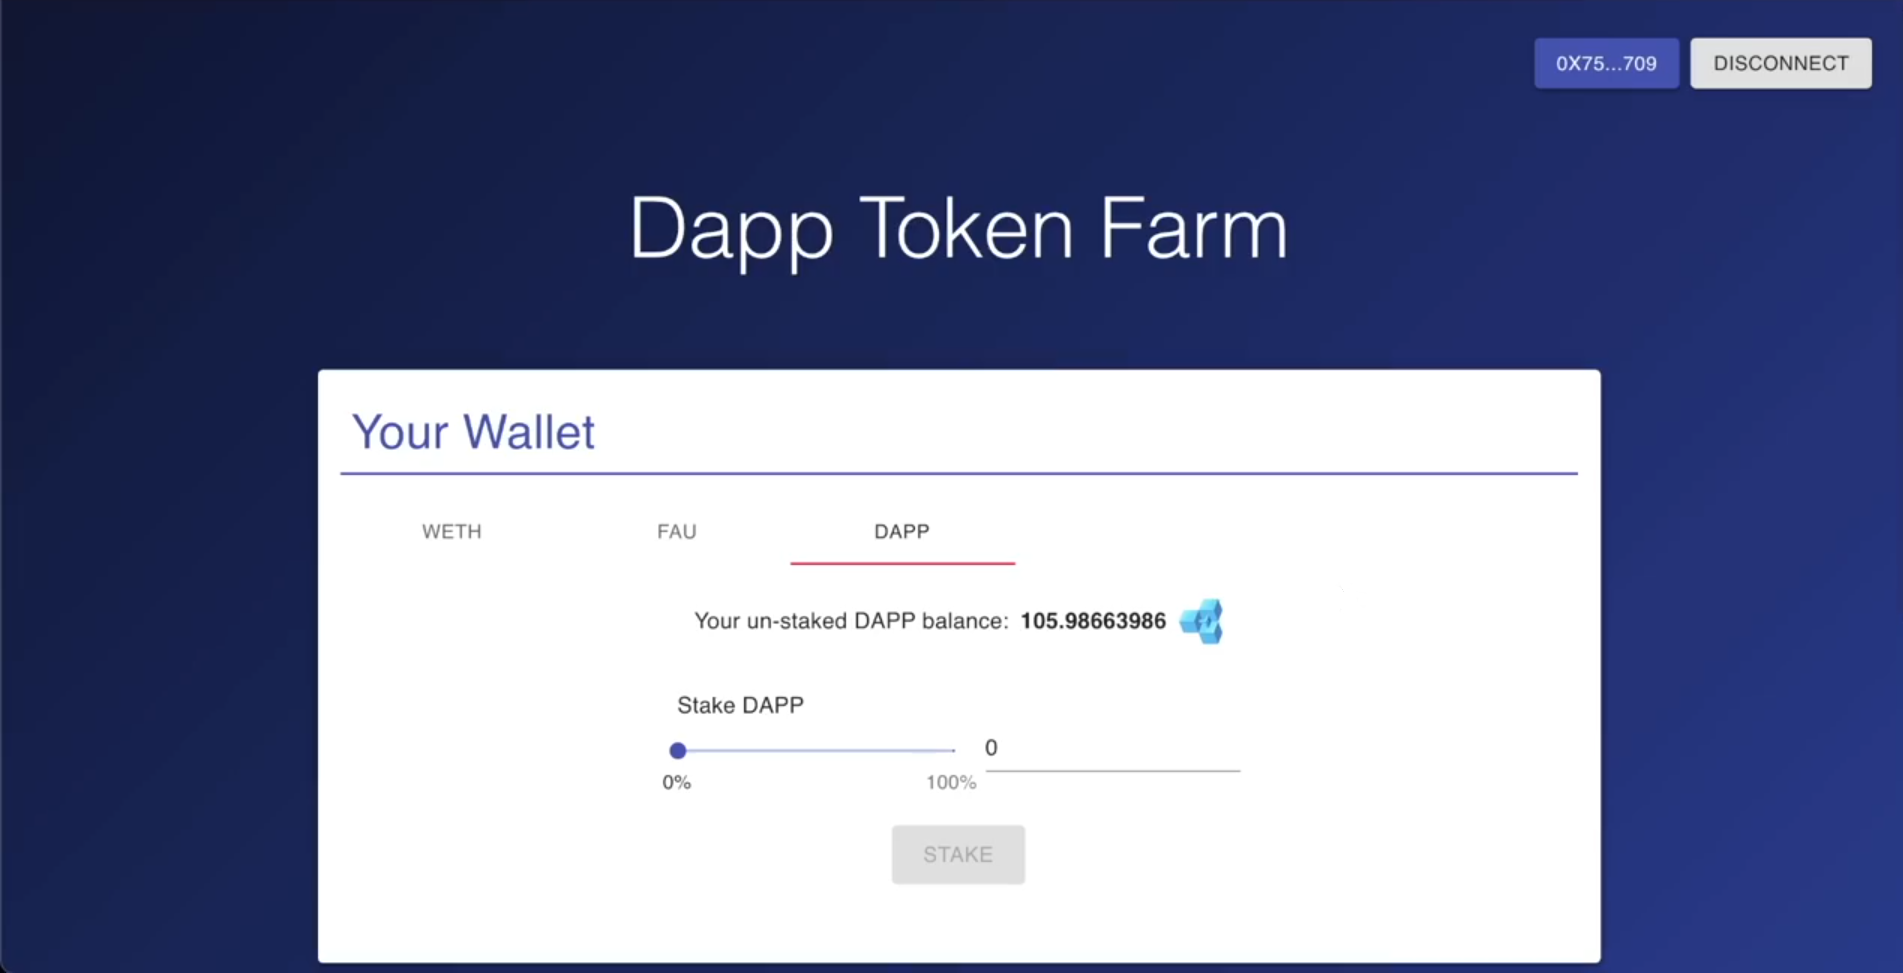 0X75...709 DISCONNECT
Dapp Token Farm
Your Wallet
WETH FAU DAPP
Your un-staked DAPP balance: 105.98663986
Stake DAPP
0
0% 100%
STAKE